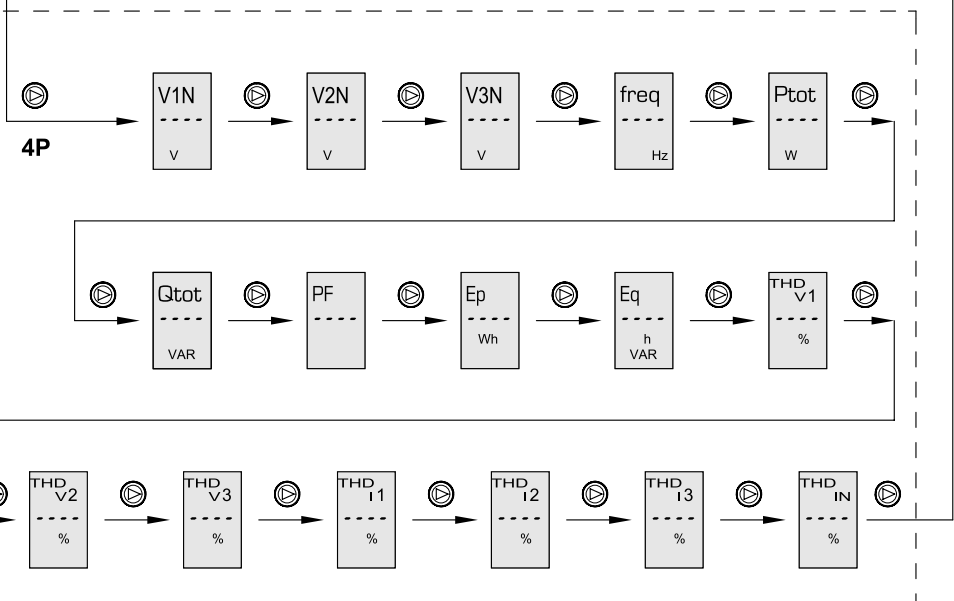 V1N V2N V3N freq Ptot
---- ---- ---- ---- ----
4P
V V V Hz W
Qtot PF Ep Eq THD V1
---- ---- ---- ---- ----
Wh h %
VAR VAR
THD V2 THD V3 THD I1 THD I2 THD I3 THD IN
---- ---- ---- ---- ---- ----
% % % % % %